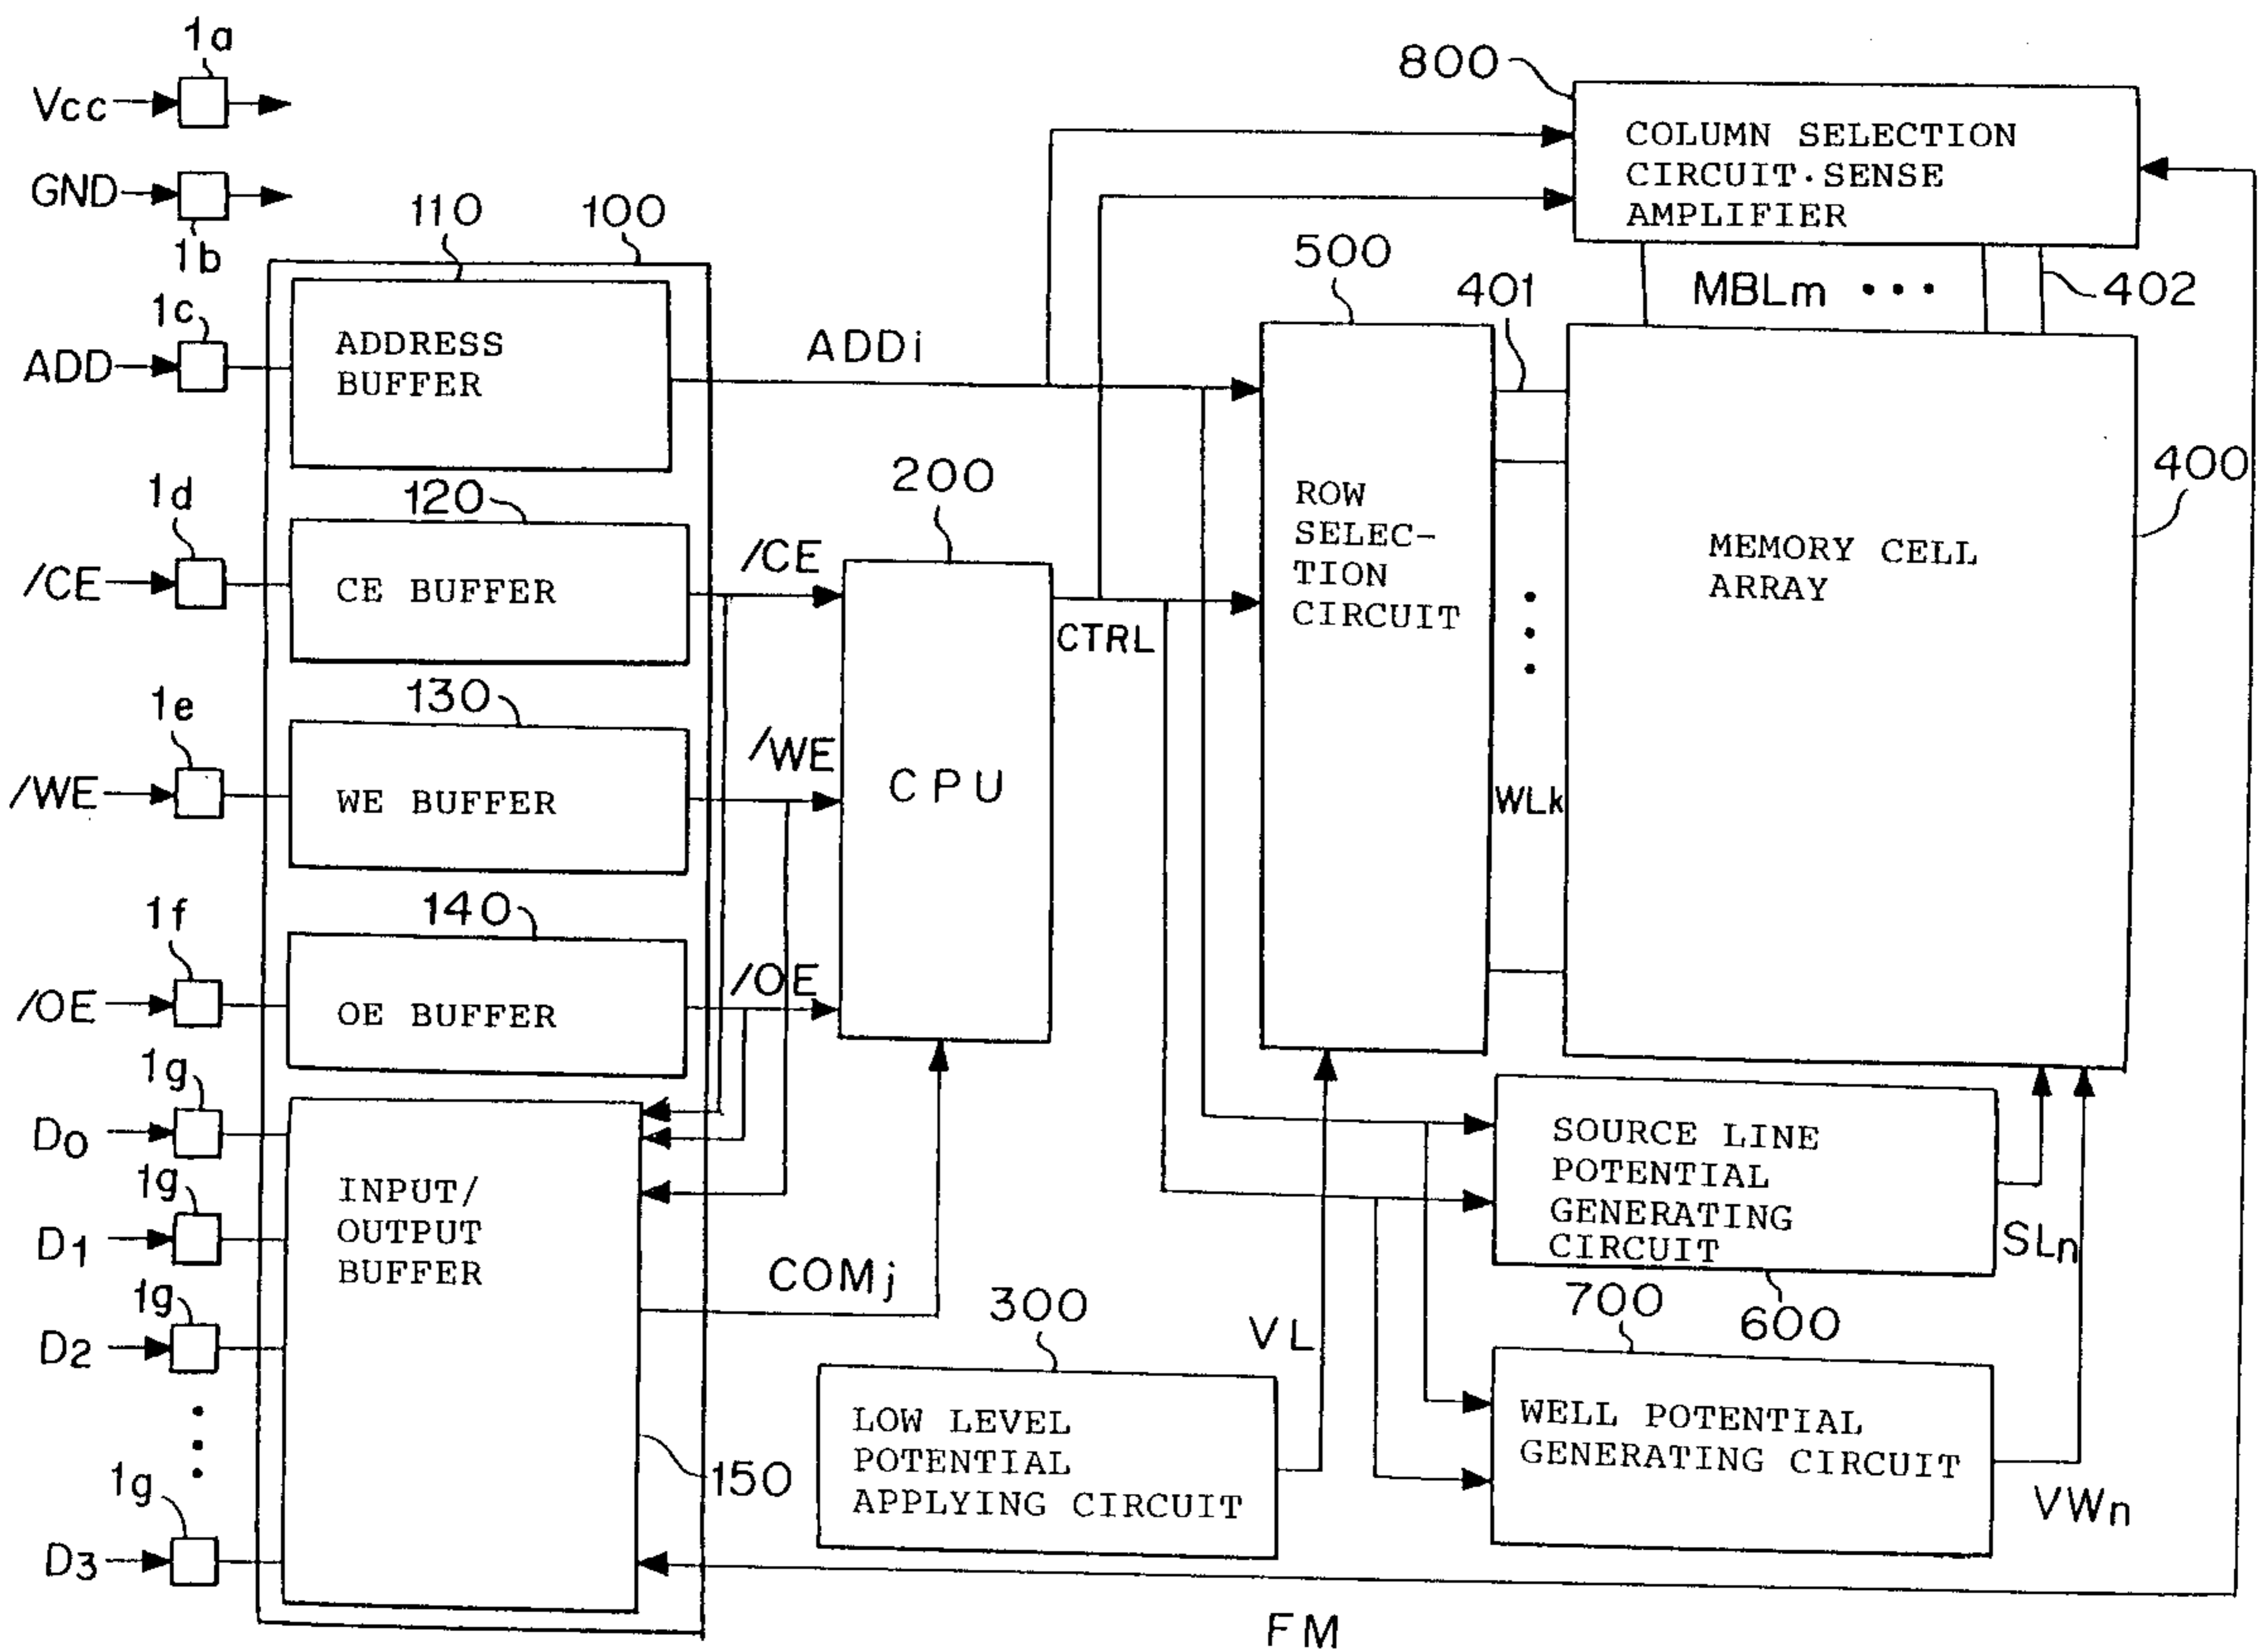 1a
Vcc
GND
1b
110
100
1c
ADD
ADDRESS
BUFFER
ADDi
800
COLUMN SELECTION
CIRCUIT·SENSE
AMPLIFIER
MBLm ...
402
500
401
400
1d
120
/CE
CE BUFFER
/CE
200
CTRL
ROW
SELEC-
TION
CIRCUIT
MEMORY CELL
ARRAY
1e
130
/WE
WE BUFFER
/WE
CPU
WLk
1f
140
/OE
OE BUFFER
/OE
1g
D0
1g
D1
1g
D2
1g
D3
INPUT/
OUTPUT
BUFFER
150
COMj
300
LOW LEVEL
POTENTIAL
APPLYING CIRCUIT
VL
SOURCE LINE
POTENTIAL
GENERATING
CIRCUIT
SLn
700
600
WELL POTENTIAL
GENERATING CIRCUIT
VWn
FM